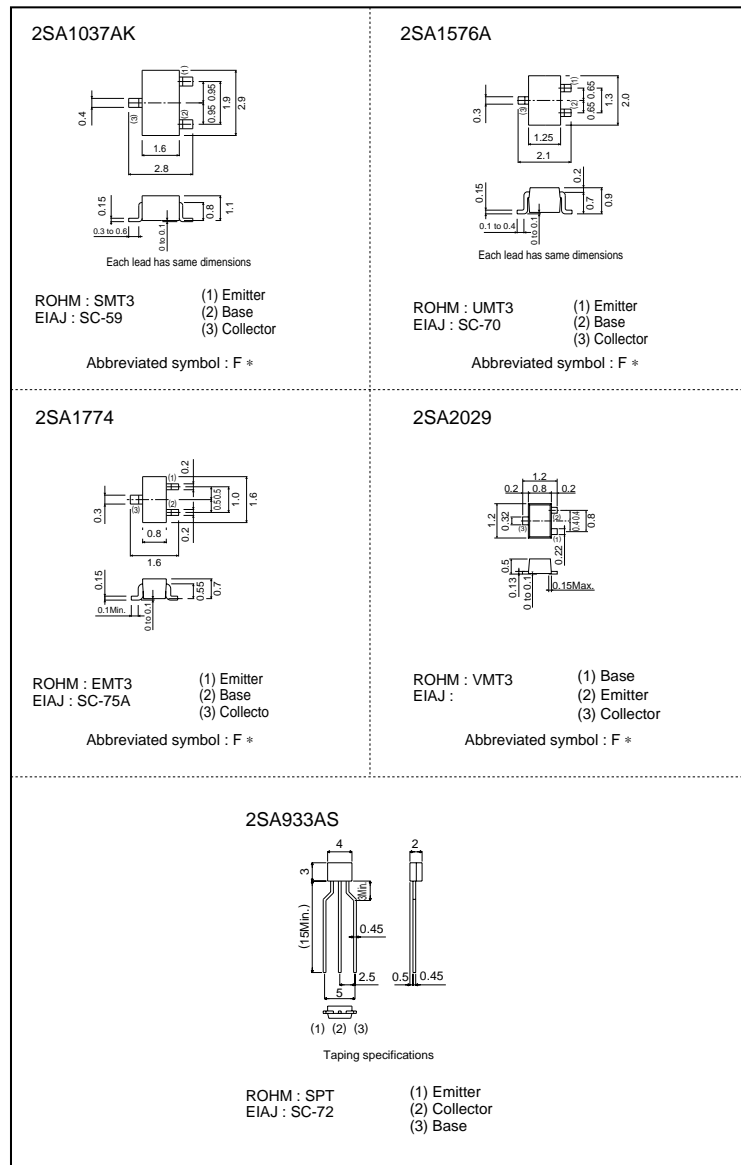 2SA1037AK
(1)
0.4
(3)
(2)
0.95 0.95
1.9
2.9
1.6
2.8
0.15
0.3 to 0.6
0 to 0.1
0.8
1.1
Each lead has same dimensions
ROHM : SMT3
EIAJ : SC-59
(1) Emitter
(2) Base
(3) Collector
Abbreviated symbol : F *
2SA1576A
(1)
0.3
(3)
(2)
0.65 0.65
1.3
2.0
1.25
2.1
0.2
0.15
0.1 to 0.4
0 to 0.1
0.7
0.9
Each lead has same dimensions
ROHM : UMT3
EIAJ : SC-70
(1) Emitter
(2) Base
(3) Collector
Abbreviated symbol : F *
2SA1774
0.2
(1)
0.3
(3)
(2)
0.5 0.5
1.0
1.6
0.2
0.8
1.6
0.15
0.1Min.
0 to 0.1
0.55
0.7
ROHM : EMT3
EIAJ : SC-75A
(1) Emitter
(2) Base
(3) Collecto
Abbreviated symbol : F *
2SA2029
1.2
0.2 0.8 0.2
1.2
0.32
(3)
(2)
(1)
0.4 0.4
0.8
0.22
0.5
0.13
0 to 0.1
0.15Max.
ROHM : VMT3
EIAJ :
(1) Base
(2) Emitter
(3) Collector
Abbreviated symbol : F *
2SA933AS
4
2
3
3Min.
(15Min.)
0.45
2.5
5
0.5
0.45
(1) (2) (3)
Taping specifications
ROHM : SPT
EIAJ : SC-72
(1) Emitter
(2) Collector
(3) Base